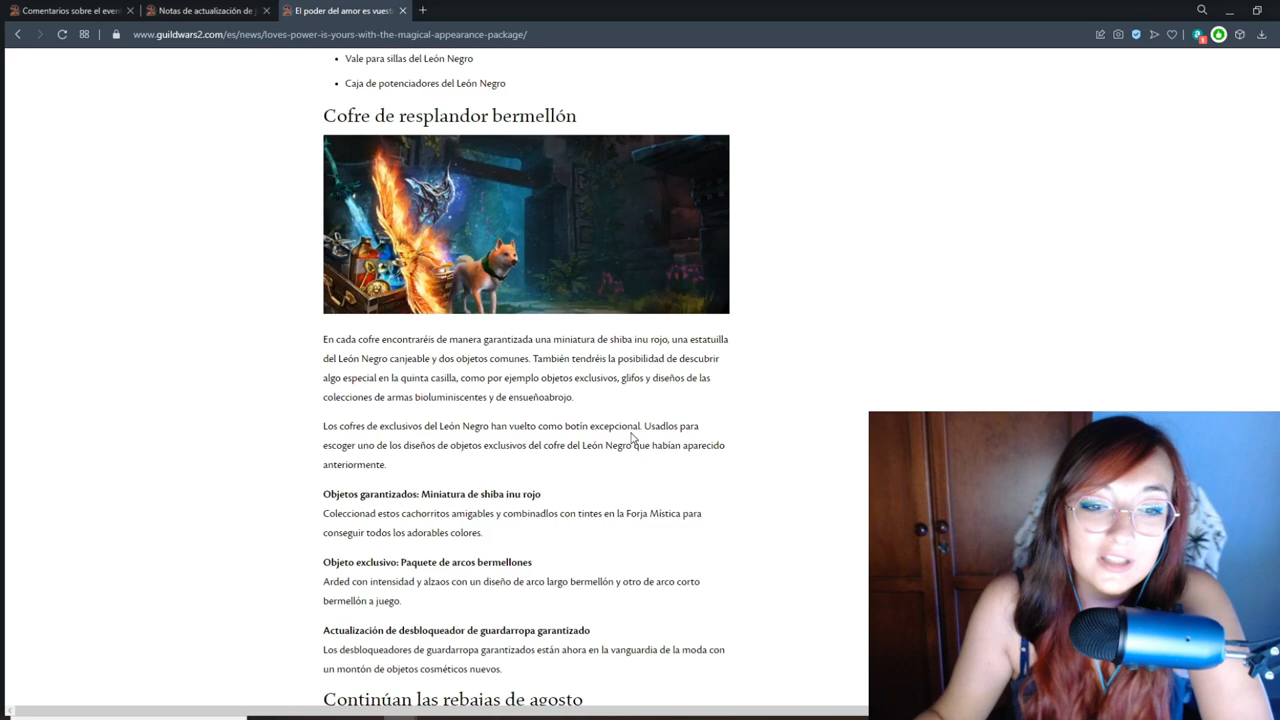 Comentarios sobre el even
Notas de actualización de j
El poder del amor es vuest
www.guildwars2.com/es/news/loves-power-is-yours-with-the-magical-appearance-package/
1
Vale para sillas del León Negro
Caja de potenciadores del León Negro
Cofre de resplandor bermellón
En cada cofre encontraréis de manera garantizada una miniatura de shiba inu rojo, una estatuilla
del León Negro canjeable y dos objetos comunes. También tendréis la posibilidad de descubrir
algo especial en la quinta casilla, como por ejemplo objetos exclusivos, glifos y diseños de las
colecciones de armas bioluminiscentes y de ensueñoabrojo.
Los cofres de exclusivos del León Negro han vuelto como botín excepcional. Usadlos para
escoger uno de los diseños de objetos exclusivos del cofre del León Negro que habían aparecido
anteriormente.
Objetos garantizados: Miniatura de shiba inu rojo
Coleccionad estos cachorritos amigables y combinadlos con tintes en la Forja Mística para
conseguir todos los adorables colores.
Objeto exclusivo: Paquete de arcos bermellones
Arded con intensidad y alzaos con un diseño de arco largo bermellón y otro de arco corto
bermellón a juego.
Actualización de desbloqueador de guardarropa garantizado
Los desbloqueadores de guardarropa garantizados están ahora en la vanguardia de la moda con
un montón de objetos cosméticos nuevos.
Continúan las rebajas de agosto